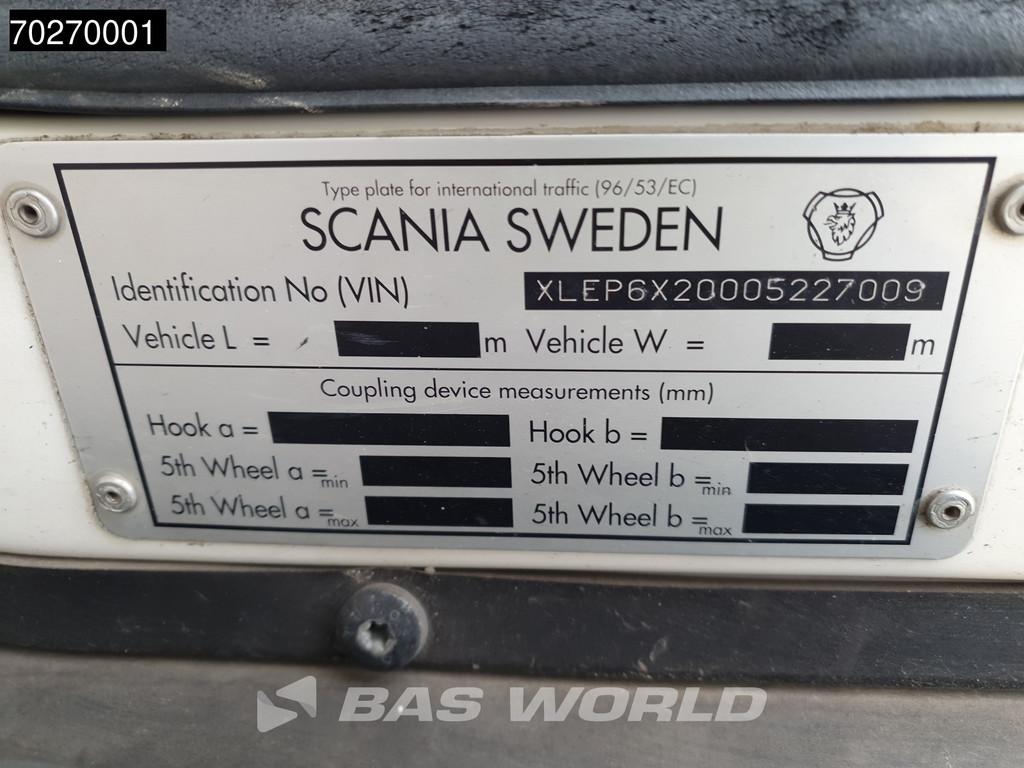 70270001
Type plate for international traffic (96/53/EC)
SCANIA SWEDEN
Identification No (VIN) XLEP6X20005227009
Vehicle L = m Vehicle W = m
Coupling device measurements (mm)
Hook a = Hook b =
5th Wheel a =min 5th Wheel b =min
5th Wheel a =max 5th Wheel b =max
BAS WORLD